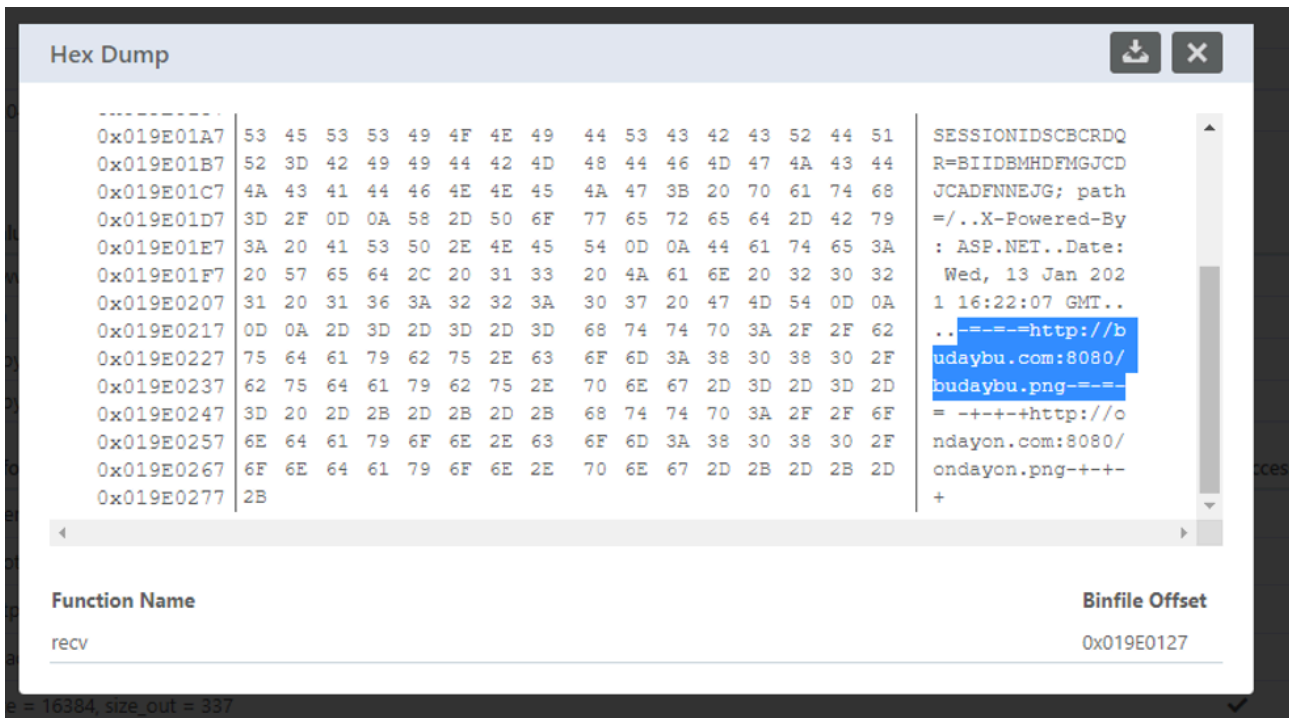 Hex Dump
0x019E01A7 53 45 53 53 49 4F 4E 49 44 53 43 42 43 52 44 51 SESSIONIDSCBCRDQ
0x019E01B7 52 3D 42 49 49 44 42 4D 48 44 46 4D 47 4A 43 44 R=BIIDBMHDFMGJCD
0x019E01C7 4A 43 41 44 46 4E 4E 45 4A 47 3B 20 70 61 74 68 JCADFNNEJG; path
0x019E01D7 3D 2F 0D 0A 58 2D 50 6F 77 65 72 65 64 2D 42 79 =/..X-Powered-By
0x019E01E7 3A 20 41 53 50 2E 4E 45 54 0D 0A 44 61 74 65 3A : ASP.NET..Date:
0x019E01F7 20 57 65 64 2C 20 31 33 20 4A 61 6E 20 32 30 32 Wed, 13 Jan 202
0x019E0207 31 20 31 36 3A 32 32 3A 30 37 20 47 4D 54 0D 0A 1 16:22:07 GMT..
0x019E0217 0D 0A 2D 3D 2D 3D 2D 3D 68 74 74 70 3A 2F 2F 62 ..-=-=-=http://b
0x019E0227 75 64 61 79 62 75 2E 63 6F 6D 3A 38 30 38 30 2F udaybu.com:8080/
0x019E0237 62 75 64 61 79 62 75 2E 70 6E 67 2D 3D 2D 3D 2D budaybu.png-=-=-
0x019E0247 3D 20 2D 2B 2D 2B 2D 2B 68 74 74 70 3A 2F 2F 6F = -+-+-+http://o
0x019E0257 6E 64 61 79 6F 6E 2E 63 6F 6D 3A 38 30 38 30 2F ndayon.com:8080/
0x019E0267 6F 6E 64 61 79 6F 6E 2E 70 6E 67 2D 2B 2D 2B 2D ondayon.png-+-+-
0x019E0277 2B +
Function Name Binfile Offset
recv 0x019E0127
e = 16384, size_out = 337